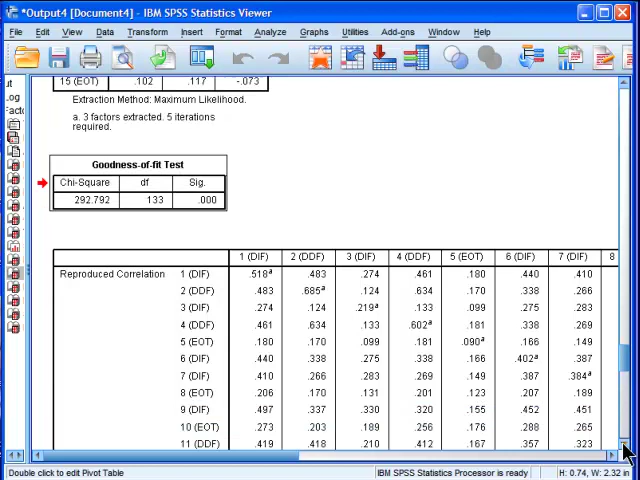 *Output4 [Document4] - IBM SPSS Statistics Viewer
File Edit View Data Transform Insert Format Analyze Graphs Utilities Add-ons Window Help
ut
Log
Facto
15 (EOT) .102 .117 -.073
Extraction Method: Maximum Likelihood.
a. 3 factors extracted. 5 iterations
required.
Goodness-of-fit Test
Chi-Square df Sig.
292.792 133 .000
1 (DIF) 2 (DDF) 3 (DIF) 4 (DDF) 5 (EOT) 6 (DIF) 7 (DIF) 8
Reproduced Correlation 1 (DIF) .518a .483 .274 .461 .180 .440 .410
2 (DDF) .483 .685a .124 .634 .170 .338 .266
3 (DIF) .274 .124 .219a .133 .099 .275 .283
4 (DDF) .461 .634 .133 .602a .181 .338 .269
5 (EOT) .180 .170 .099 .181 .090a .166 .149
6 (DIF) .440 .338 .275 .338 .166 .402a .387
7 (DIF) .410 .266 .283 .269 .149 .387 .384a
8 (EOT) .206 .170 .131 .201 .123 .207 .189
9 (DIF) .497 .337 .330 .320 .155 .452 .451
10 (EOT) .273 .203 .189 .256 .176 .288 .265
11 (DDF) .419 .418 .210 .412 .167 .357 .323
Double click to edit Pivot Table IBM SPSS Statistics Processor is ready H: 0.74, W: 2.32 in